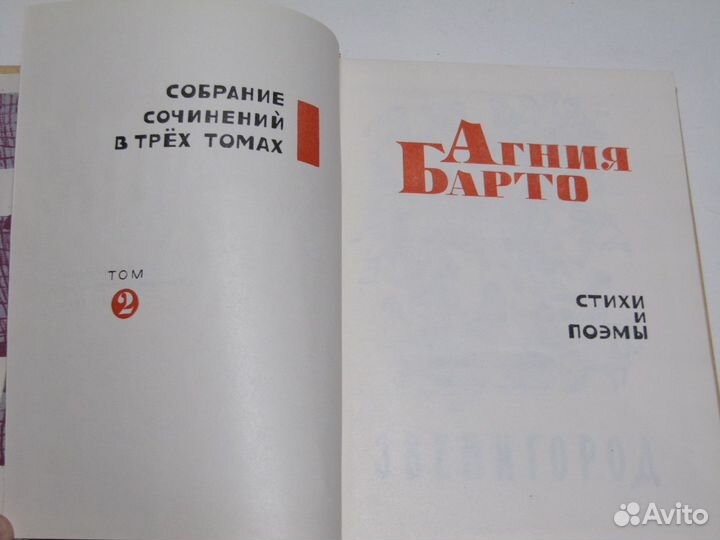 СОБРАНИЕ
СОЧИНЕНИЙ
В ТРЁХ ТОМАХ
ТОМ
2
АГНИЯ
БАРТО
СТИХИ
И
ПОЭМЫ
Avito